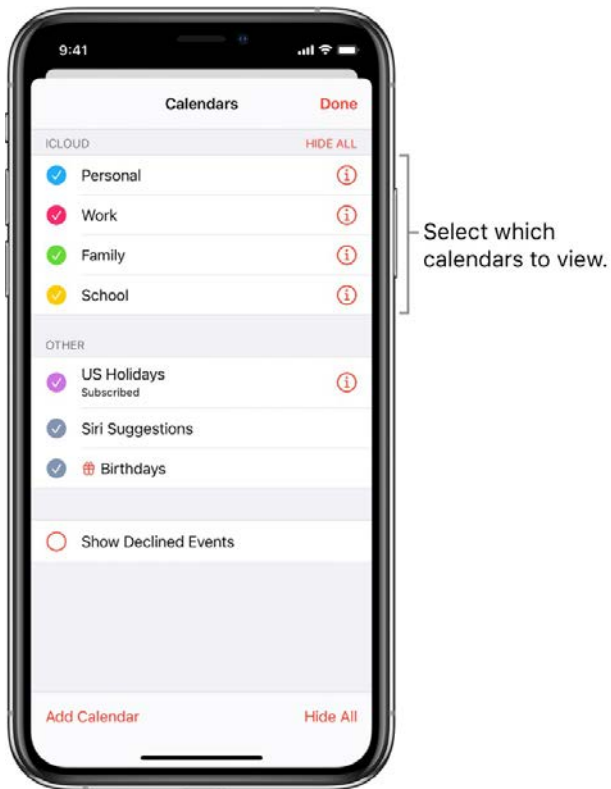 9:41
Calendars Done
ICLOUD HIDE ALL
Personal
Work
Family
School
Select which
calendars to view.
OTHER
US Holidays
Subscribed
Siri Suggestions
Birthdays
Show Declined Events
Add Calendar Hide All